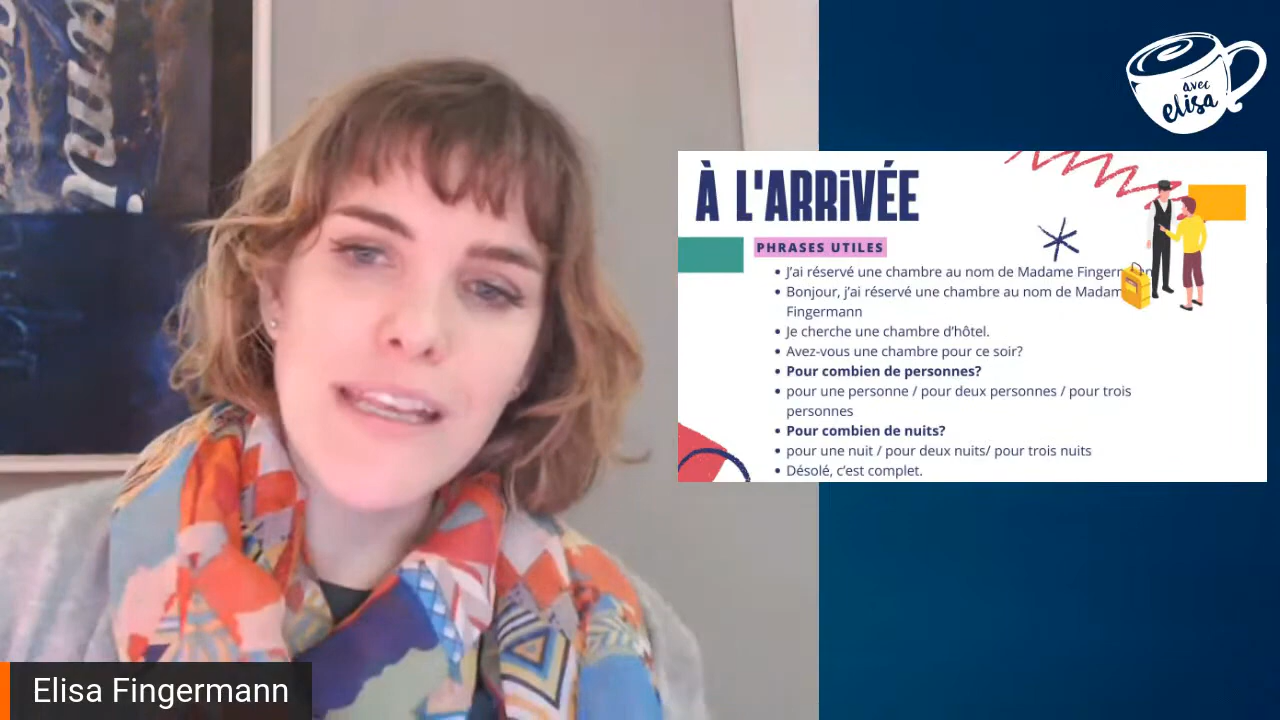 avec
elisa
À L'ARRiVÉE
PHRASES UTILES
J'ai réservé une chambre au nom de Madame
Bonjour, j'ai réservé une chambre au nom de
Fingermann
Je cherche une chambre d'hôtel.
Avez-vous une chambre pour ce soir?
Pour combien de personnes?
pour une personne / pour deux personnes / pour trois
personnes
Pour combien de nuits?
pour une nuit / pour deux nuits/ pour trois nuits
Désolé, c'est complet.
Elisa Fingermann